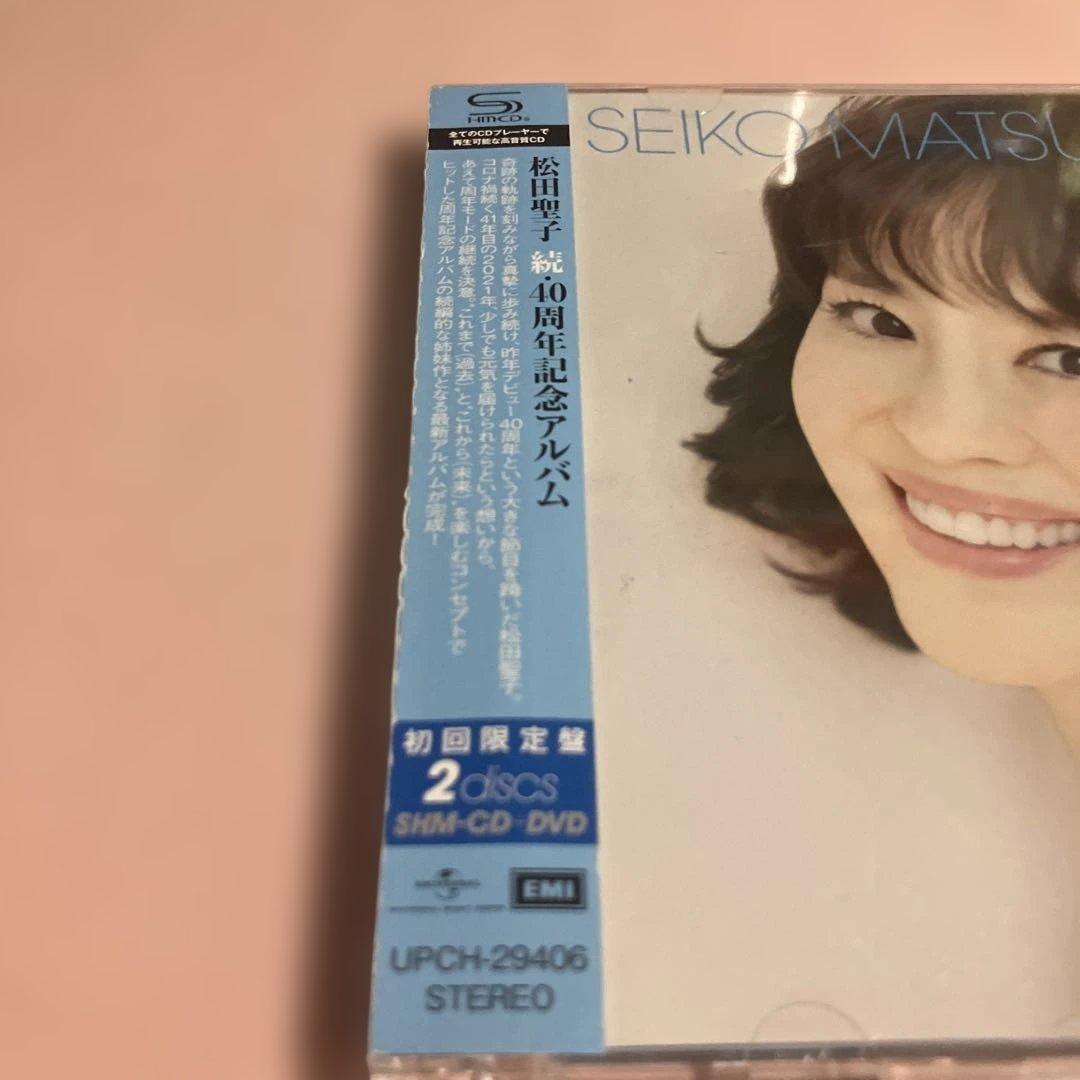 SHM-CD®
全てのCDプレーヤーで
再生可能な高音質CD
SEIKO MATSU
松田聖子 続・40周年記念アルバム
奇跡の軌跡を刻みながら真摯に歩み続け、昨年デビュー40周年という大きな節目を跨いだ松田聖子。
コロナ禍続く41年目の2021年、少しでも元気を届けられたらという想いから、
あえて周年モードの継続を決意。“これまで(過去)”と、“これから(未来)”を楽しむコンセプトで
ヒットした周年記念アルバムの続編的な姉妹作となる最新アルバムが完成！
初回限定盤
2discs
SHM-CD+DVD
EMI
UPCH-29406
STEREO